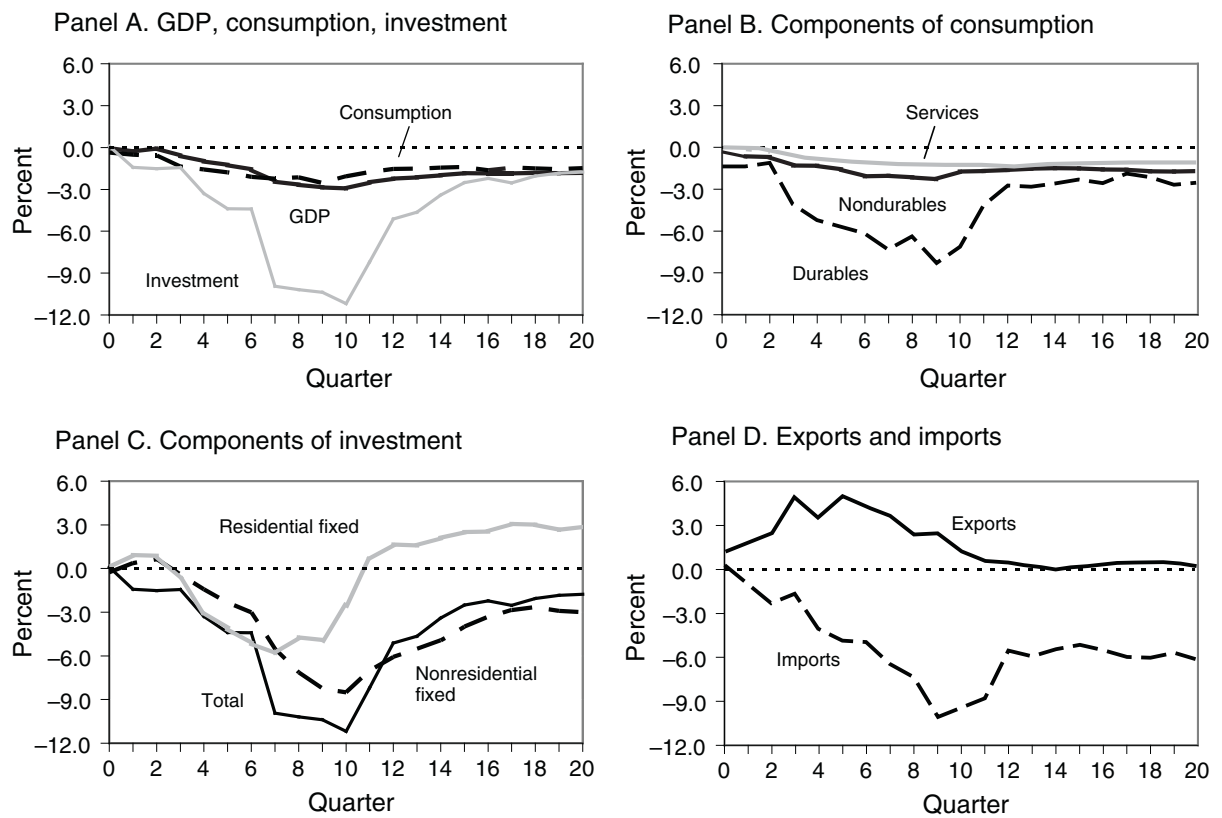 Panel A. GDP, consumption, investment
6.0
3.0
0.0
–3.0
–6.0
–9.0
–12.0
Percent
Consumption
GDP
Investment
0 2 4 6 8 10 12 14 16 18 20
Quarter
Panel B. Components of consumption
6.0
3.0
0.0
–3.0
–6.0
–9.0
–12.0
Percent
Services
Nondurables
Durables
0 2 4 6 8 10 12 14 16 18 20
Quarter
Panel C. Components of investment
6.0
3.0
0.0
–3.0
–6.0
–9.0
–12.0
Percent
Residential fixed
Nonresidential
fixed
Total
0 2 4 6 8 10 12 14 16 18 20
Quarter
Panel D. Exports and imports
6.0
3.0
0.0
–3.0
–6.0
–9.0
–12.0
Percent
Exports
Imports
0 2 4 6 8 10 12 14 16 18 20
Quarter